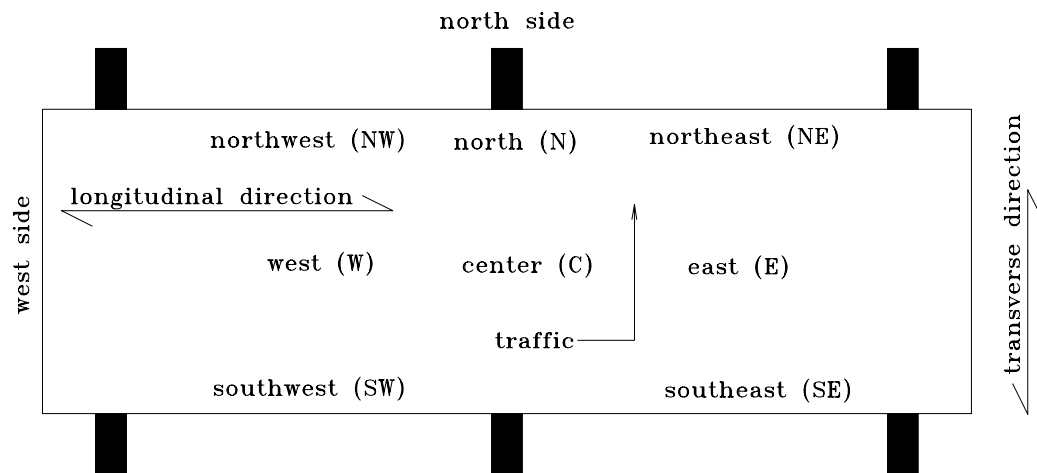 north side
northwest (NW)
north (N)
northeast (NE)
longitudinal direction
west side
transverse direction
west (W)
center (C)
east (E)
traffic
southwest (SW)
southeast (SE)